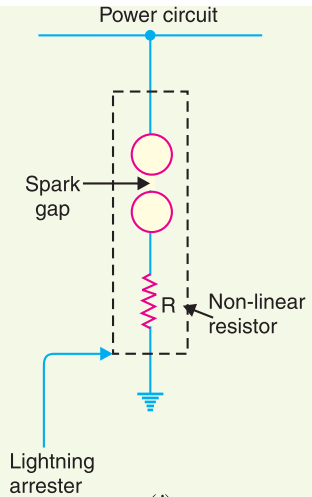 Power circuit
Spark
gap
R
Non-linear
resistor
Lightning
arrester